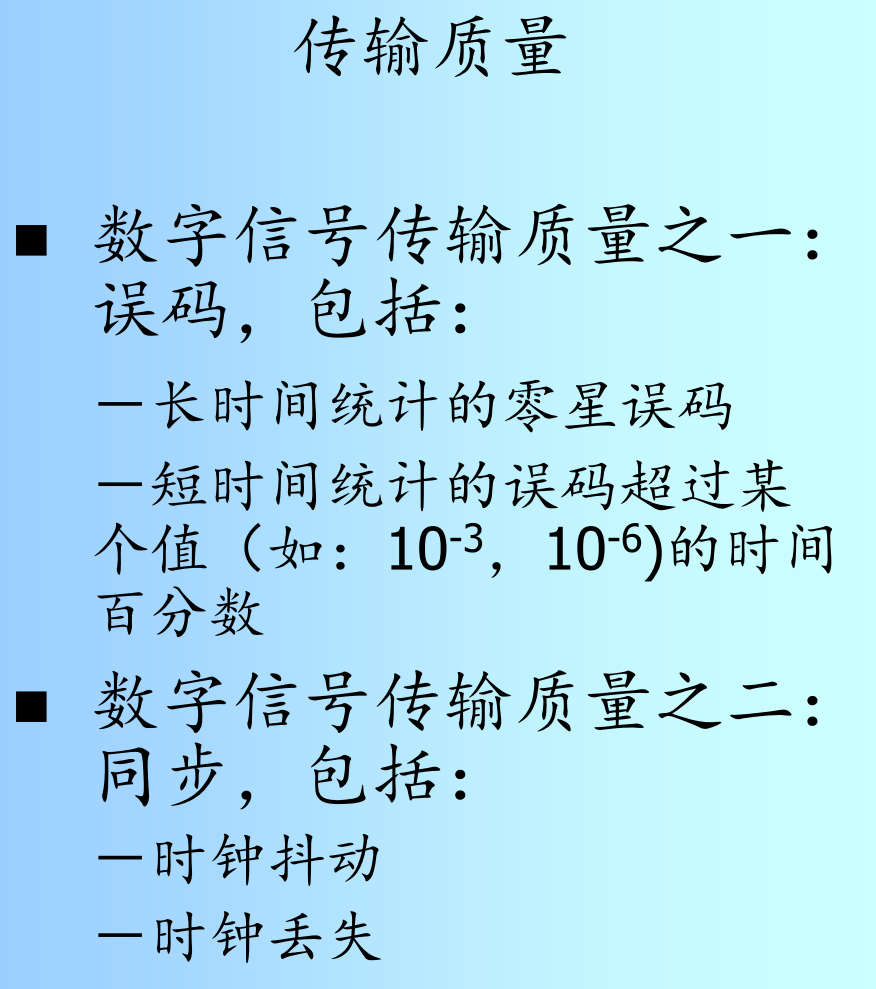 传输质量
■ 数字信号传输质量之一：
误码，包括：
－长时间统计的零星误码
－短时间统计的误码超过某
个值（如：10⁻³，10⁻⁶)的时间
百分数
■ 数字信号传输质量之二：
同步，包括：
－时钟抖动
－时钟丢失